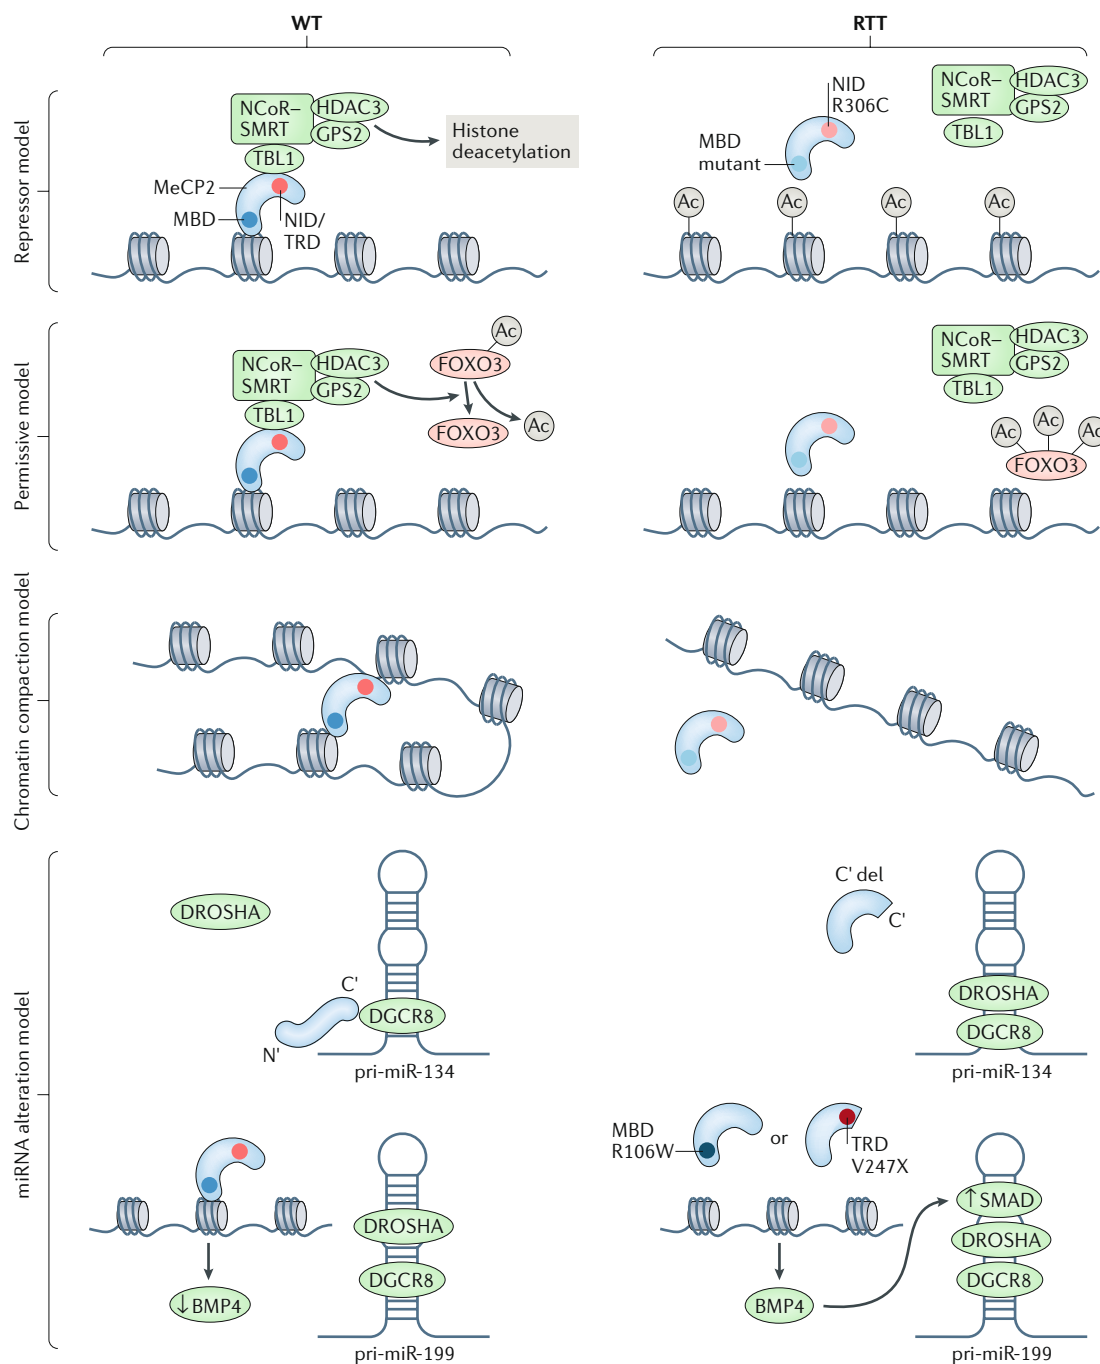 WT
RTT
Repressor model
NCoR–
SMRT
HDAC3
GPS2
TBL1
Histone
deacetylation
MeCP2
MBD
NID/
TRD
NID
R306C
MBD
mutant
NCoR–
SMRT
HDAC3
GPS2
TBL1
Ac
Ac
Ac
Ac
Permissive model
NCoR–
SMRT
HDAC3
GPS2
TBL1
Ac
FOXO3
FOXO3
Ac
NCoR–
SMRT
HDAC3
GPS2
TBL1
Ac
Ac
Ac
FOXO3
Chromatin compaction model
miRNA alteration model
DROSHA
C'
N'
DGCR8
pri-miR-134
C' del
C'
DROSHA
DGCR8
pri-miR-134
↓BMP4
DROSHA
DGCR8
pri-miR-199
MBD
R106W
or
TRD
V247X
BMP4
↑SMAD
DROSHA
DGCR8
pri-miR-199